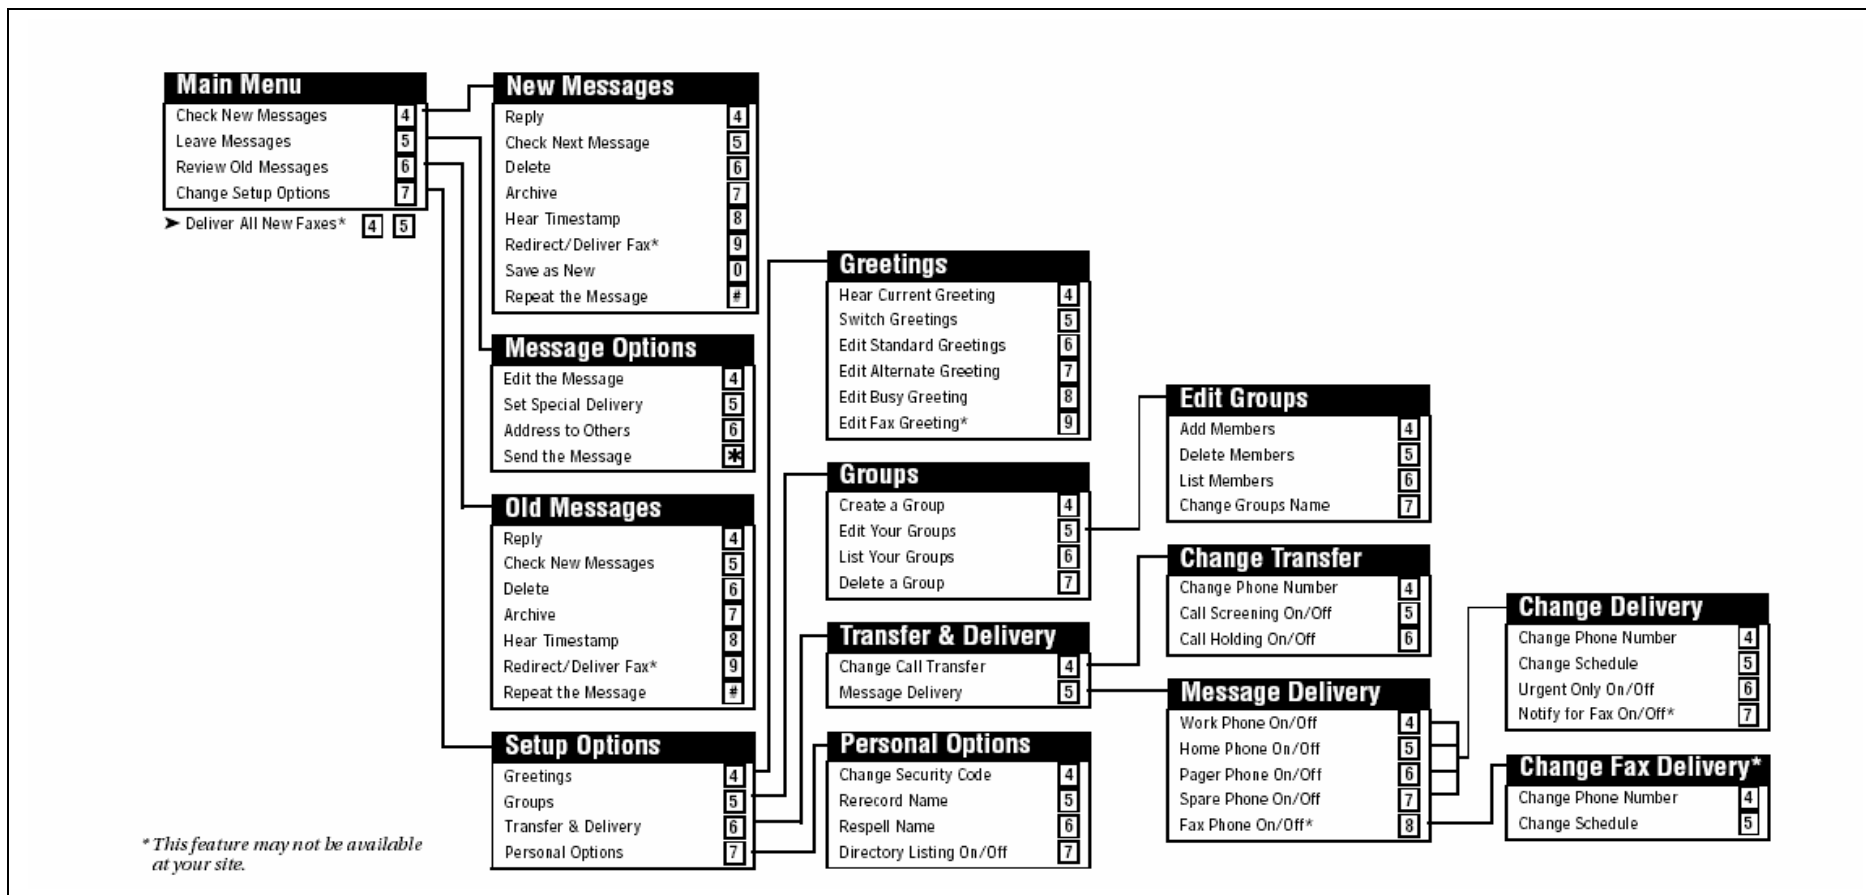 Main Menu
Check New Messages 4
Leave Messages 5
Review Old Messages 6
Change Setup Options 7
➤ Deliver All New Faxes* 4 5
New Messages
Reply 4
Check Next Message 5
Delete 6
Archive 7
Hear Timestamp 8
Redirect/Deliver Fax* 9
Save as New 0
Repeat the Message #
Message Options
Edit the Message 4
Set Special Delivery 5
Address to Others 6
Send the Message *
Old Messages
Reply 4
Check New Messages 5
Delete 6
Archive 7
Hear Timestamp 8
Redirect/Deliver Fax* 9
Repeat the Message #
Setup Options
Greetings 4
Groups 5
Transfer & Delivery 6
Personal Options 7
Greetings
Hear Current Greeting 4
Switch Greetings 5
Edit Standard Greetings 6
Edit Alternate Greeting 7
Edit Busy Greeting 8
Edit Fax Greeting* 9
Groups
Create a Group 4
Edit Your Groups 5
List Your Groups 6
Delete a Group 7
Transfer & Delivery
Change Call Transfer 4
Message Delivery 5
Personal Options
Change Security Code 4
Rerecord Name 5
Respell Name 6
Directory Listing On/Off 7
Edit Groups
Add Members 4
Delete Members 5
List Members 6
Change Groups Name 7
Change Transfer
Change Phone Number 4
Call Screening On/Off 5
Call Holding On/Off 6
Message Delivery
Work Phone On/Off 4
Home Phone On/Off 5
Pager Phone On/Off 6
Spare Phone On/Off 7
Fax Phone On/Off* 8
Change Delivery
Change Phone Number 4
Change Schedule 5
Urgent Only On/Off 6
Notify for Fax On/Off* 7
Change Fax Delivery*
Change Phone Number 4
Change Schedule 5
* This feature may not be available
at your site.